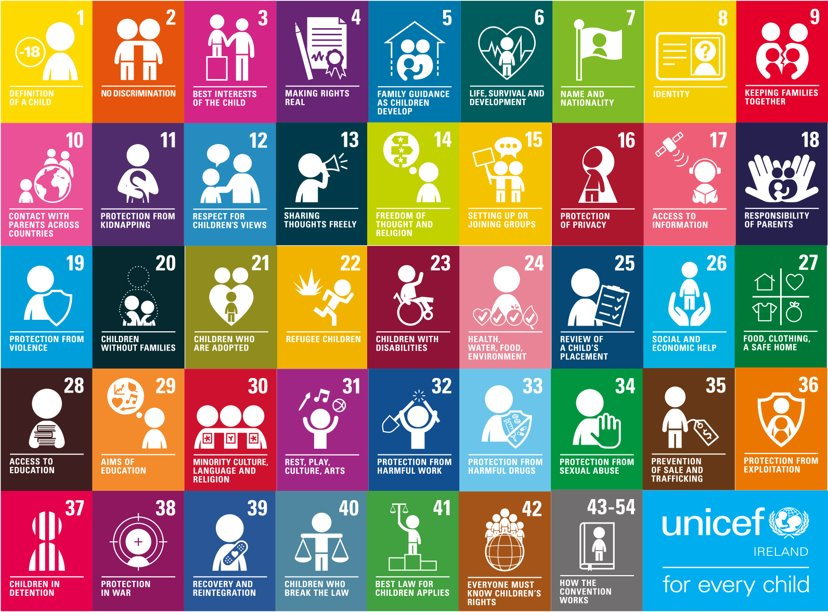 1
-18
DEFINITION
OF A CHILD
2
NO DISCRIMINATION
3
BEST INTERESTS
OF THE CHILD
4
MAKING RIGHTS
REAL
5
FAMILY GUIDANCE
AS CHILDREN
DEVELOP
6
LIFE, SURVIVAL AND
DEVELOPMENT
7
NAME AND
NATIONALITY
8
?
IDENTITY
9
KEEPING FAMILIES
TOGETHER
10
CONTACT WITH
PARENTS ACROSS
COUNTRIES
11
PROTECTION FROM
KIDNAPPING
12
RESPECT FOR
CHILDREN'S VIEWS
13
SHARING
THOUGHTS FREELY
14
FREEDOM OF
THOUGHT AND
RELIGION
15
SETTING UP OR
JOINING GROUPS
16
PROTECTION
OF PRIVACY
17
ACCESS TO
INFORMATION
18
RESPONSIBILITY
OF PARENTS
19
PROTECTION FROM
VIOLENCE
20
CHILDREN
WITHOUT FAMILIES
21
CHILDREN WHO
ARE ADOPTED
22
REFUGEE CHILDREN
23
CHILDREN WITH
DISABILITIES
24
HEALTH,
WATER, FOOD,
ENVIRONMENT
25
REVIEW OF
A CHILD'S
PLACEMENT
26
SOCIAL AND
ECONOMIC HELP
27
FOOD, CLOTHING,
A SAFE HOME
28
ACCESS TO
EDUCATION
29
AIMS OF
EDUCATION
30
MINORITY CULTURE,
LANGUAGE AND
RELIGION
31
REST, PLAY,
CULTURE, ARTS
32
PROTECTION FROM
HARMFUL WORK
33
PROTECTION FROM
HARMFUL DRUGS
34
PROTECTION FROM
SEXUAL ABUSE
35
$
PREVENTION
OF SALE AND
TRAFFICKING
36
PROTECTION FROM
EXPLOITATION
37
CHILDREN IN
DETENTION
38
PROTECTION
IN WAR
39
RECOVERY AND
REINTEGRATION
40
CHILDREN WHO
BREAK THE LAW
41
BEST LAW FOR
CHILDREN APPLIES
42
EVERYONE MUST
KNOW CHILDREN'S
RIGHTS
43-54
HOW THE
CONVENTION
WORKS
unicef
IRELAND
for every child